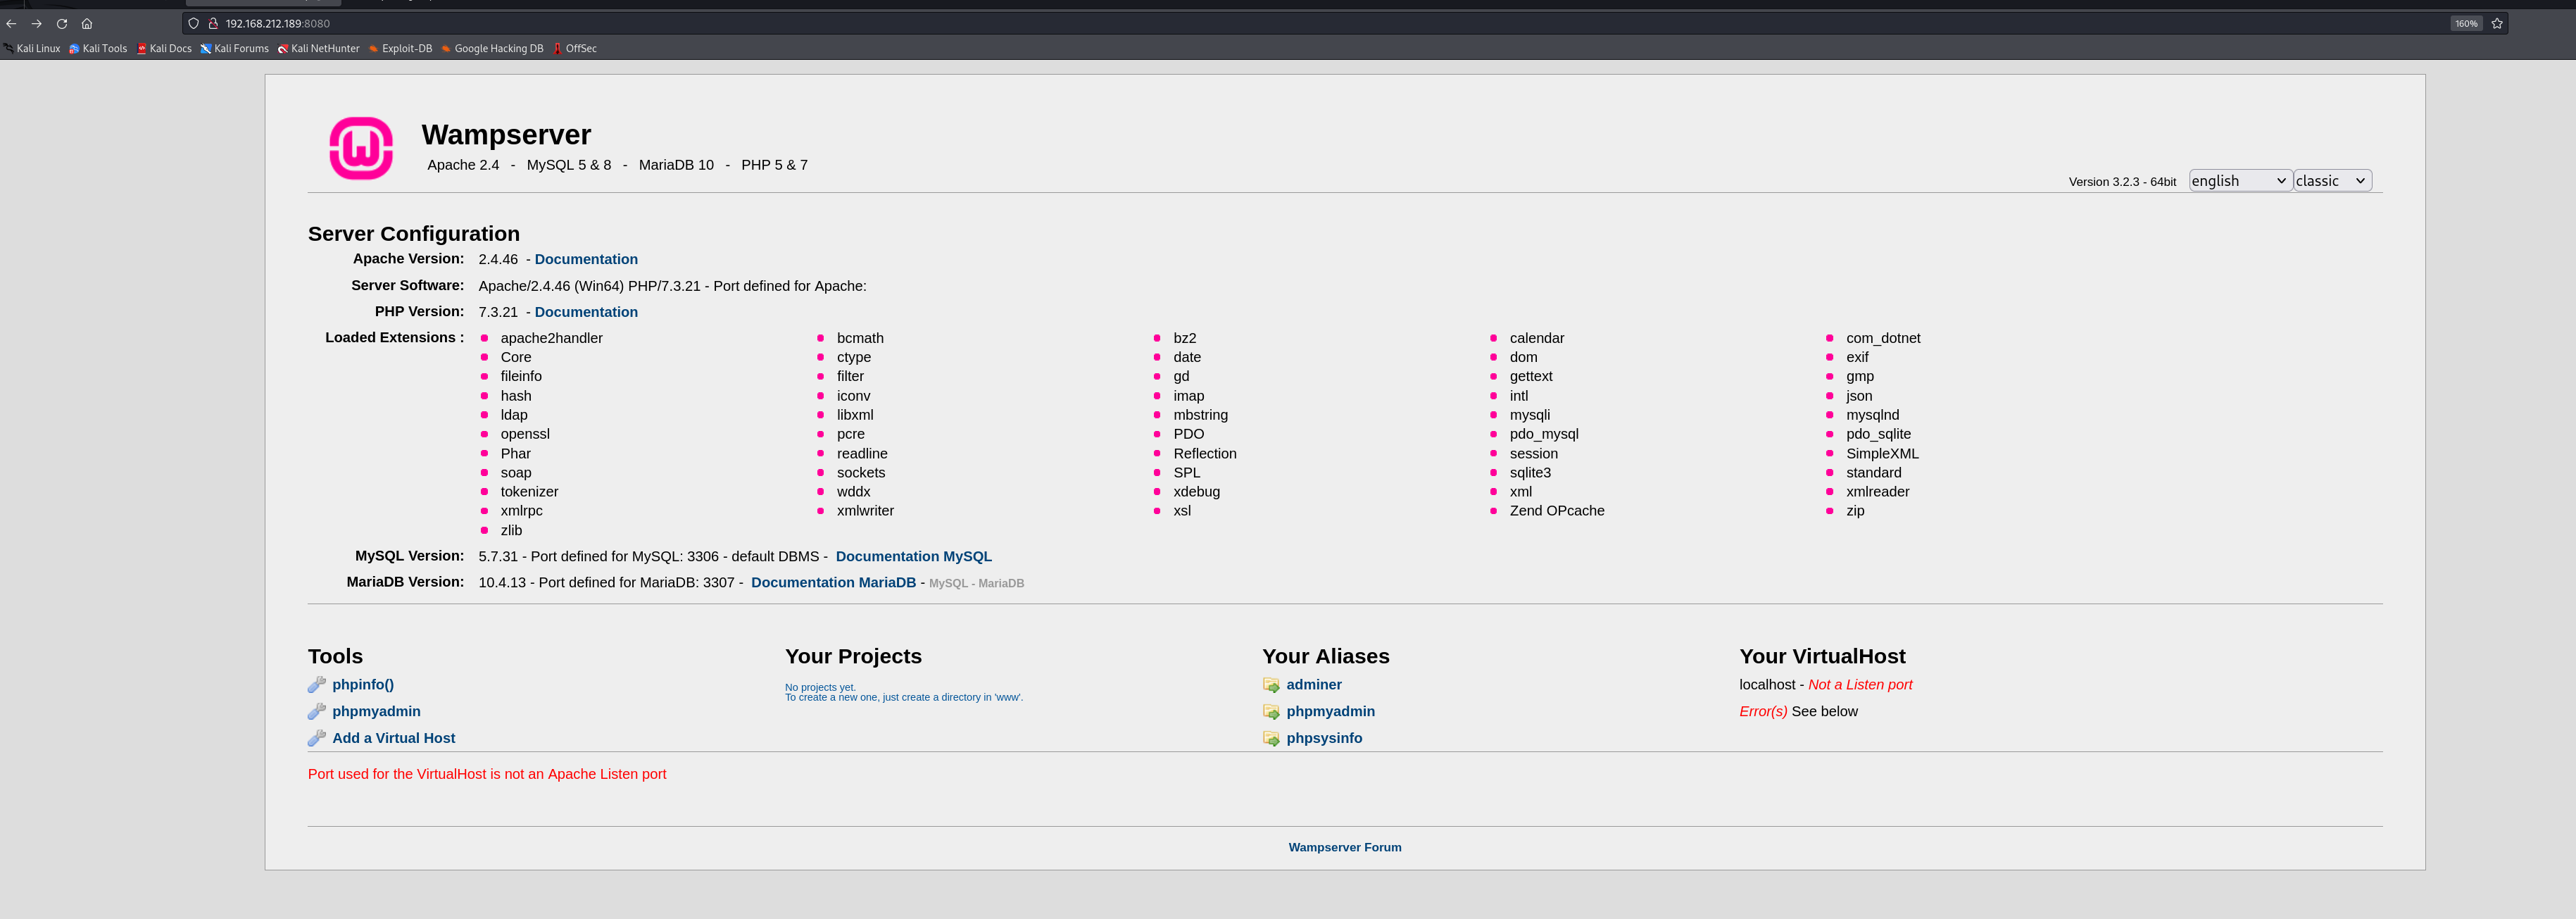 192.168.212.189:8080
160%
Kali Linux Kali Tools Kali Docs Kali Forums Kali NetHunter Exploit-DB Google Hacking DB OffSec
Wampserver
Apache 2.4 - MySQL 5 & 8 - MariaDB 10 - PHP 5 & 7
Version 3.2.3 - 64bit english classic
Server Configuration
Apache Version: 2.4.46 - Documentation
Server Software: Apache/2.4.46 (Win64) PHP/7.3.21 - Port defined for Apache:
PHP Version: 7.3.21 - Documentation
Loaded Extensions : apache2handler bcmath bz2 calendar com_dotnet
Core ctype date dom exif
fileinfo filter gd gettext gmp
hash iconv imap intl json
ldap libxml mbstring mysqli mysqlnd
openssl pcre PDO pdo_mysql pdo_sqlite
Phar readline Reflection session SimpleXML
soap sockets SPL sqlite3 standard
tokenizer wddx xdebug xml xmlreader
xmlrpc xmlwriter xsl Zend OPcache zip
zlib
MySQL Version: 5.7.31 - Port defined for MySQL: 3306 - default DBMS - Documentation MySQL
MariaDB Version: 10.4.13 - Port defined for MariaDB: 3307 - Documentation MariaDB - MySQL - MariaDB
Tools
phpinfo()
phpmyadmin
Add a Virtual Host
Your Projects
No projects yet.
To create a new one, just create a directory in 'www'.
Your Aliases
adminer
phpmyadmin
phpsysinfo
Your VirtualHost
localhost - Not a Listen port
Error(s) See below
Port used for the VirtualHost is not an Apache Listen port
Wampserver Forum